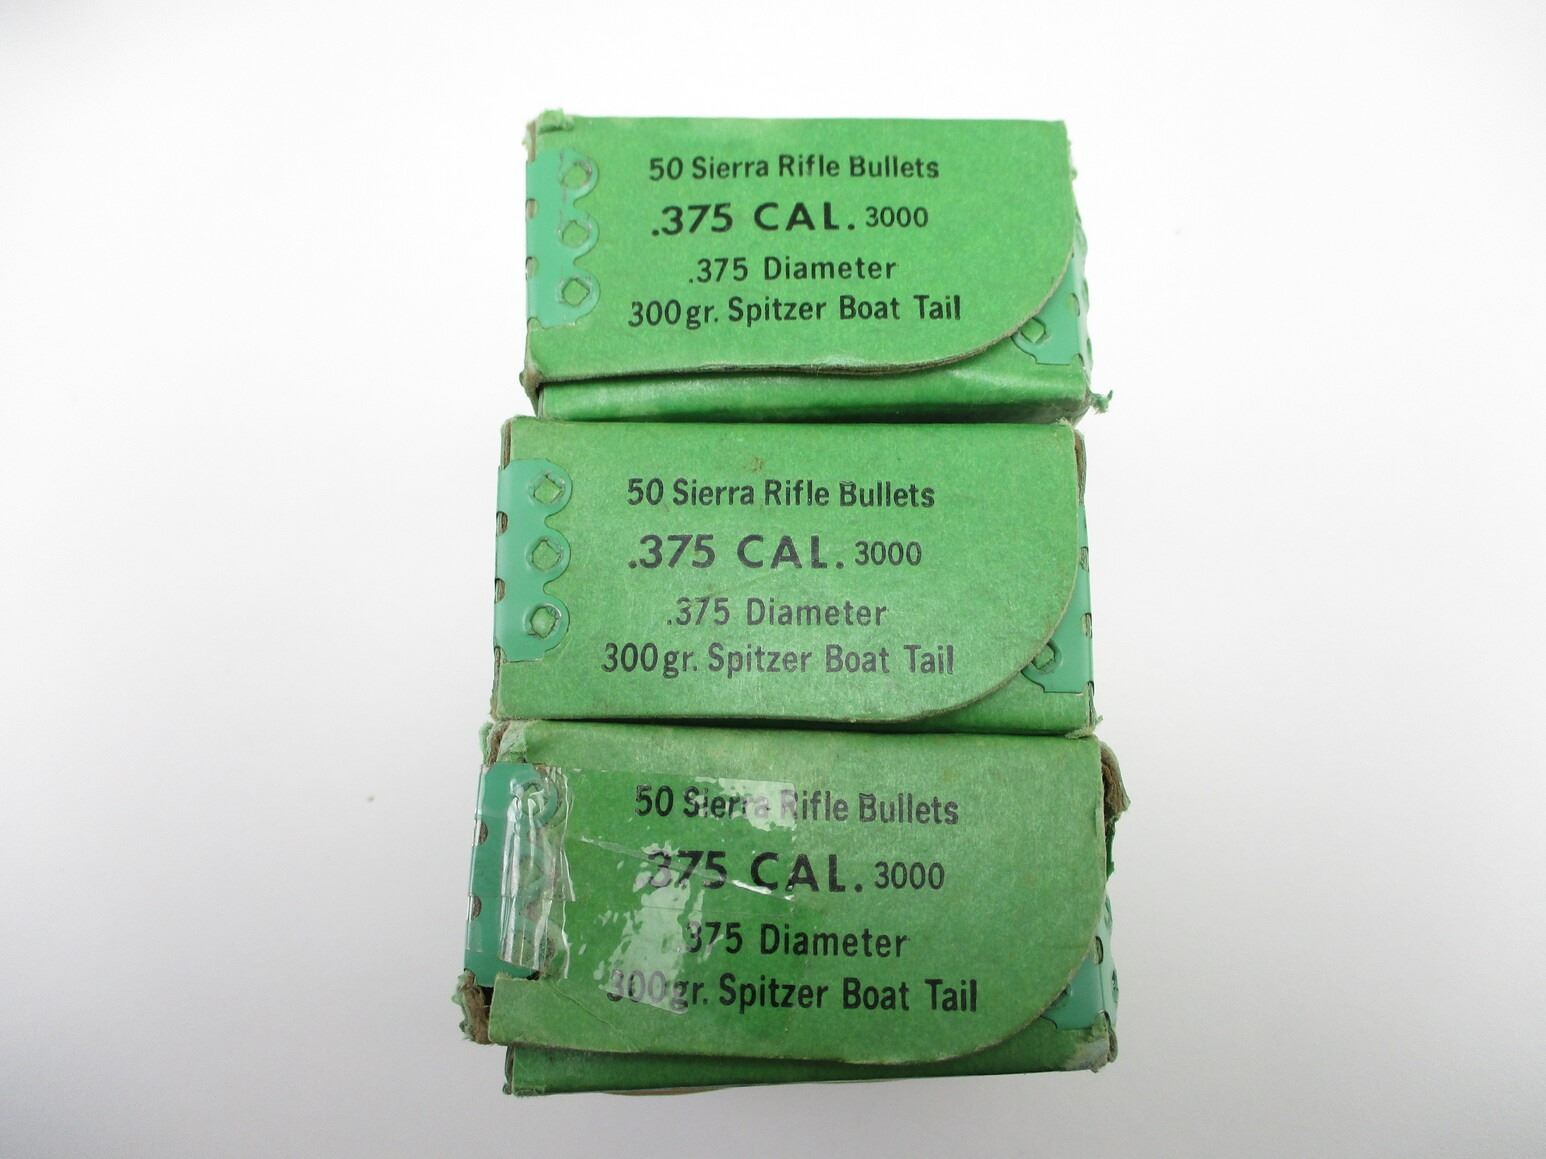 50 Sierra Rifle Bullets
.375 CAL. 3000
.375 Diameter
300gr. Spitzer Boat Tail
50 Sierra Rifle Bullets
.375 CAL. 3000
.375 Diameter
300gr. Spitzer Boat Tail
50 Sierra Rifle Bullets
.375 CAL. 3000
.375 Diameter
300gr. Spitzer Boat Tail